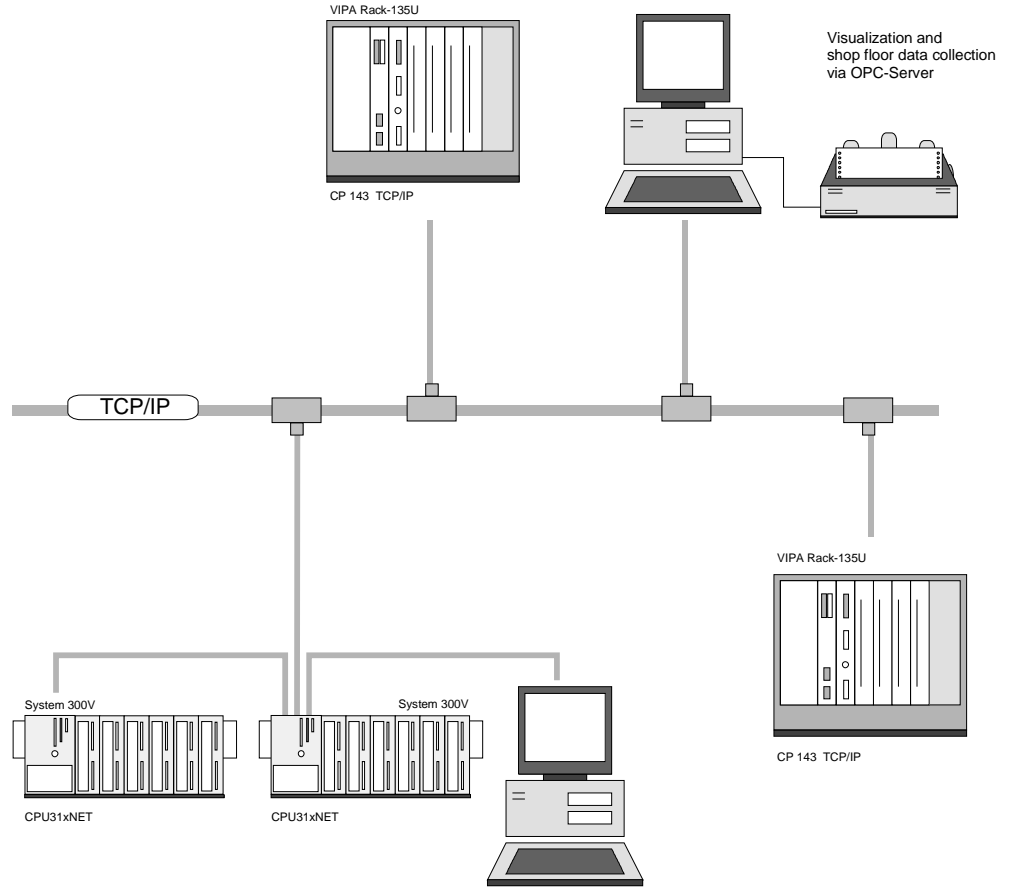 VIPA Rack-135U
Visualization and
shop floor data collection
via OPC-Server
CP 143 TCP/IP
TCP/IP
VIPA Rack-135U
System 300V
System 300V
CP 143 TCP/IP
CPU31xNET
CPU31xNET